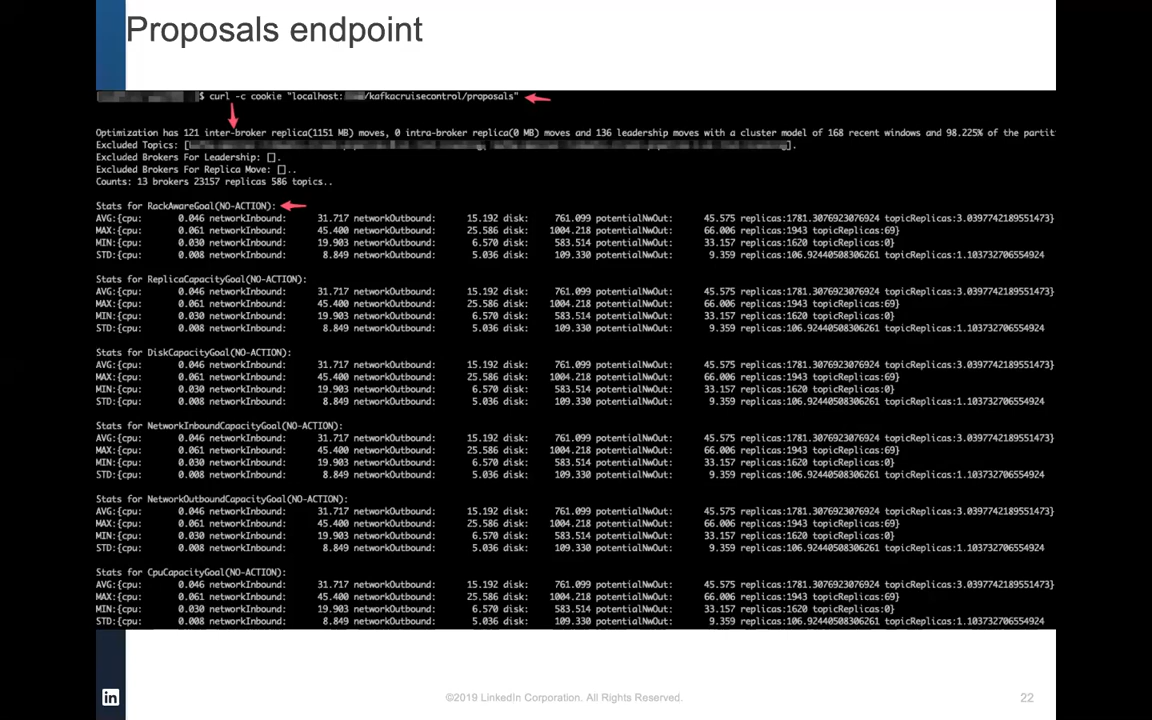 Proposals endpoint
$ curl -c cookie "localhost: /kafkacruisecontrol/proposals"
Optimization has 121 inter-broker replica(1151 MB) moves, 0 intra-broker replica(0 MB) moves and 136 leadership moves with a cluster model of 168 recent windows and 98.225% of the partit
Excluded Topics: [ ].
Excluded Brokers For Leadership: [].
Excluded Brokers For Replica Move: []..
Counts: 13 brokers 23157 replicas 586 topics..
Stats for RackAwareGoal(NO-ACTION):
AVG:{cpu: 0.046 networkInbound: 31.717 networkOutbound: 15.192 disk: 761.099 potentialNwOut: 45.575 replicas:1781.3076923076924 topicReplicas:3.0397742189551473}
MAX:{cpu: 0.061 networkInbound: 45.400 networkOutbound: 25.586 disk: 1004.218 potentialNwOut: 66.006 replicas:1943 topicReplicas:69}
MIN:{cpu: 0.030 networkInbound: 19.903 networkOutbound: 6.570 disk: 583.514 potentialNwOut: 33.157 replicas:1620 topicReplicas:0}
STD:{cpu: 0.008 networkInbound: 8.849 networkOutbound: 5.036 disk: 109.330 potentialNwOut: 9.359 replicas:106.92440508306261 topicReplicas:1.103732706554924
Stats for ReplicaCapacityGoal(NO-ACTION):
AVG:{cpu: 0.046 networkInbound: 31.717 networkOutbound: 15.192 disk: 761.099 potentialNwOut: 45.575 replicas:1781.3076923076924 topicReplicas:3.0397742189551473}
MAX:{cpu: 0.061 networkInbound: 45.400 networkOutbound: 25.586 disk: 1004.218 potentialNwOut: 66.006 replicas:1943 topicReplicas:69}
MIN:{cpu: 0.030 networkInbound: 19.903 networkOutbound: 6.570 disk: 583.514 potentialNwOut: 33.157 replicas:1620 topicReplicas:0}
STD:{cpu: 0.008 networkInbound: 8.849 networkOutbound: 5.036 disk: 109.330 potentialNwOut: 9.359 replicas:106.92440508306261 topicReplicas:1.103732706554924
Stats for DiskCapacityGoal(NO-ACTION):
AVG:{cpu: 0.046 networkInbound: 31.717 networkOutbound: 15.192 disk: 761.099 potentialNwOut: 45.575 replicas:1781.3076923076924 topicReplicas:3.0397742189551473}
MAX:{cpu: 0.061 networkInbound: 45.400 networkOutbound: 25.586 disk: 1004.218 potentialNwOut: 66.006 replicas:1943 topicReplicas:69}
MIN:{cpu: 0.030 networkInbound: 19.903 networkOutbound: 6.570 disk: 583.514 potentialNwOut: 33.157 replicas:1620 topicReplicas:0}
STD:{cpu: 0.008 networkInbound: 8.849 networkOutbound: 5.036 disk: 109.330 potentialNwOut: 9.359 replicas:106.92440508306261 topicReplicas:1.103732706554924
Stats for NetworkInboundCapacityGoal(NO-ACTION):
AVG:{cpu: 0.046 networkInbound: 31.717 networkOutbound: 15.192 disk: 761.099 potentialNwOut: 45.575 replicas:1781.3076923076924 topicReplicas:3.0397742189551473}
MAX:{cpu: 0.061 networkInbound: 45.400 networkOutbound: 25.586 disk: 1004.218 potentialNwOut: 66.006 replicas:1943 topicReplicas:69}
MIN:{cpu: 0.030 networkInbound: 19.903 networkOutbound: 6.570 disk: 583.514 potentialNwOut: 33.157 replicas:1620 topicReplicas:0}
STD:{cpu: 0.008 networkInbound: 8.849 networkOutbound: 5.036 disk: 109.330 potentialNwOut: 9.359 replicas:106.92440508306261 topicReplicas:1.103732706554924
Stats for NetworkOutboundCapacityGoal(NO-ACTION):
AVG:{cpu: 0.046 networkInbound: 31.717 networkOutbound: 15.192 disk: 761.099 potentialNwOut: 45.575 replicas:1781.3076923076924 topicReplicas:3.0397742189551473}
MAX:{cpu: 0.061 networkInbound: 45.400 networkOutbound: 25.586 disk: 1004.218 potentialNwOut: 66.006 replicas:1943 topicReplicas:69}
MIN:{cpu: 0.030 networkInbound: 19.903 networkOutbound: 6.570 disk: 583.514 potentialNwOut: 33.157 replicas:1620 topicReplicas:0}
STD:{cpu: 0.008 networkInbound: 8.849 networkOutbound: 5.036 disk: 109.330 potentialNwOut: 9.359 replicas:106.92440508306261 topicReplicas:1.103732706554924
Stats for CpuCapacityGoal(NO-ACTION):
AVG:{cpu: 0.046 networkInbound: 31.717 networkOutbound: 15.192 disk: 761.099 potentialNwOut: 45.575 replicas:1781.3076923076924 topicReplicas:3.0397742189551473}
MAX:{cpu: 0.061 networkInbound: 45.400 networkOutbound: 25.586 disk: 1004.218 potentialNwOut: 66.006 replicas:1943 topicReplicas:69}
MIN:{cpu: 0.030 networkInbound: 19.903 networkOutbound: 6.570 disk: 583.514 potentialNwOut: 33.157 replicas:1620 topicReplicas:0}
STD:{cpu: 0.008 networkInbound: 8.849 networkOutbound: 5.036 disk: 109.330 potentialNwOut: 9.359 replicas:106.92440508306261 topicReplicas:1.103732706554924
in
©2019 LinkedIn Corporation. All Rights Reserved.
22